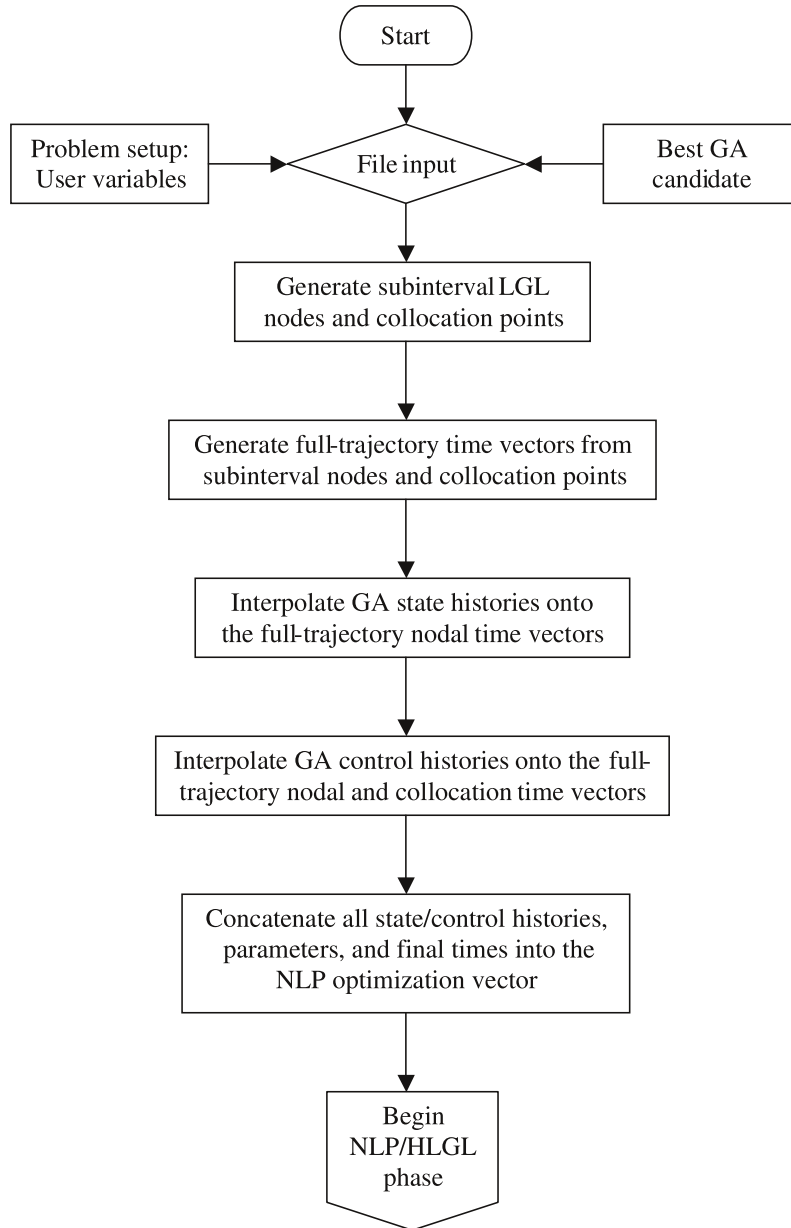 Start
Problem setup:
User variables
File input
Best GA
candidate
Generate subinterval LGL
nodes and collocation points
Generate full-trajectory time vectors from
subinterval nodes and collocation points
Interpolate GA state histories onto
the full-trajectory nodal time vectors
Interpolate GA control histories onto the full-
trajectory nodal and collocation time vectors
Concatenate all state/control histories,
parameters, and final times into the
NLP optimization vector
Begin
NLP/HLGL
phase